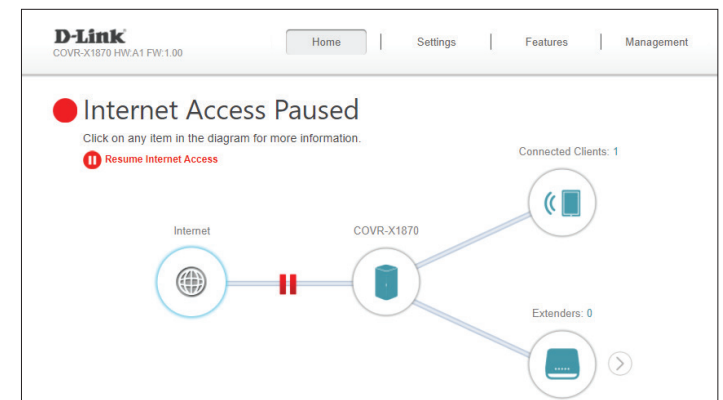 D-Link
COVR-X1870 HW:A1 FW:1.00
Home | Settings | Features | Management
Internet Access Paused
Click on any item in the diagram for more information.
Resume Internet Access
Connected Clients: 1
Internet
COVR-X1870
Extenders: 0